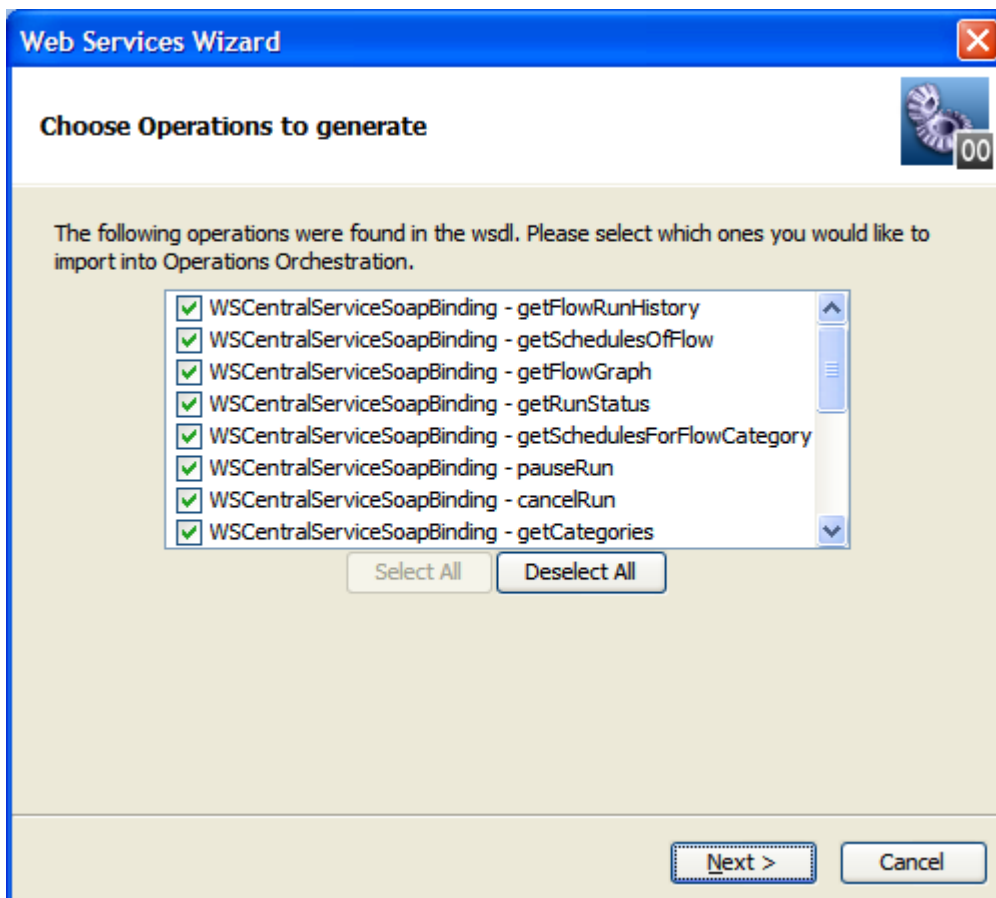 Web Services Wizard
Choose Operations to generate
OO
The following operations were found in the wsdl. Please select which ones you would like to
import into Operations Orchestration.
WSCentralServiceSoapBinding - getFlowRunHistory
WSCentralServiceSoapBinding - getSchedulesOfFlow
WSCentralServiceSoapBinding - getFlowGraph
WSCentralServiceSoapBinding - getRunStatus
WSCentralServiceSoapBinding - getSchedulesForFlowCategory
WSCentralServiceSoapBinding - pauseRun
WSCentralServiceSoapBinding - cancelRun
WSCentralServiceSoapBinding - getCategories
Select All Deselect All
Next > Cancel